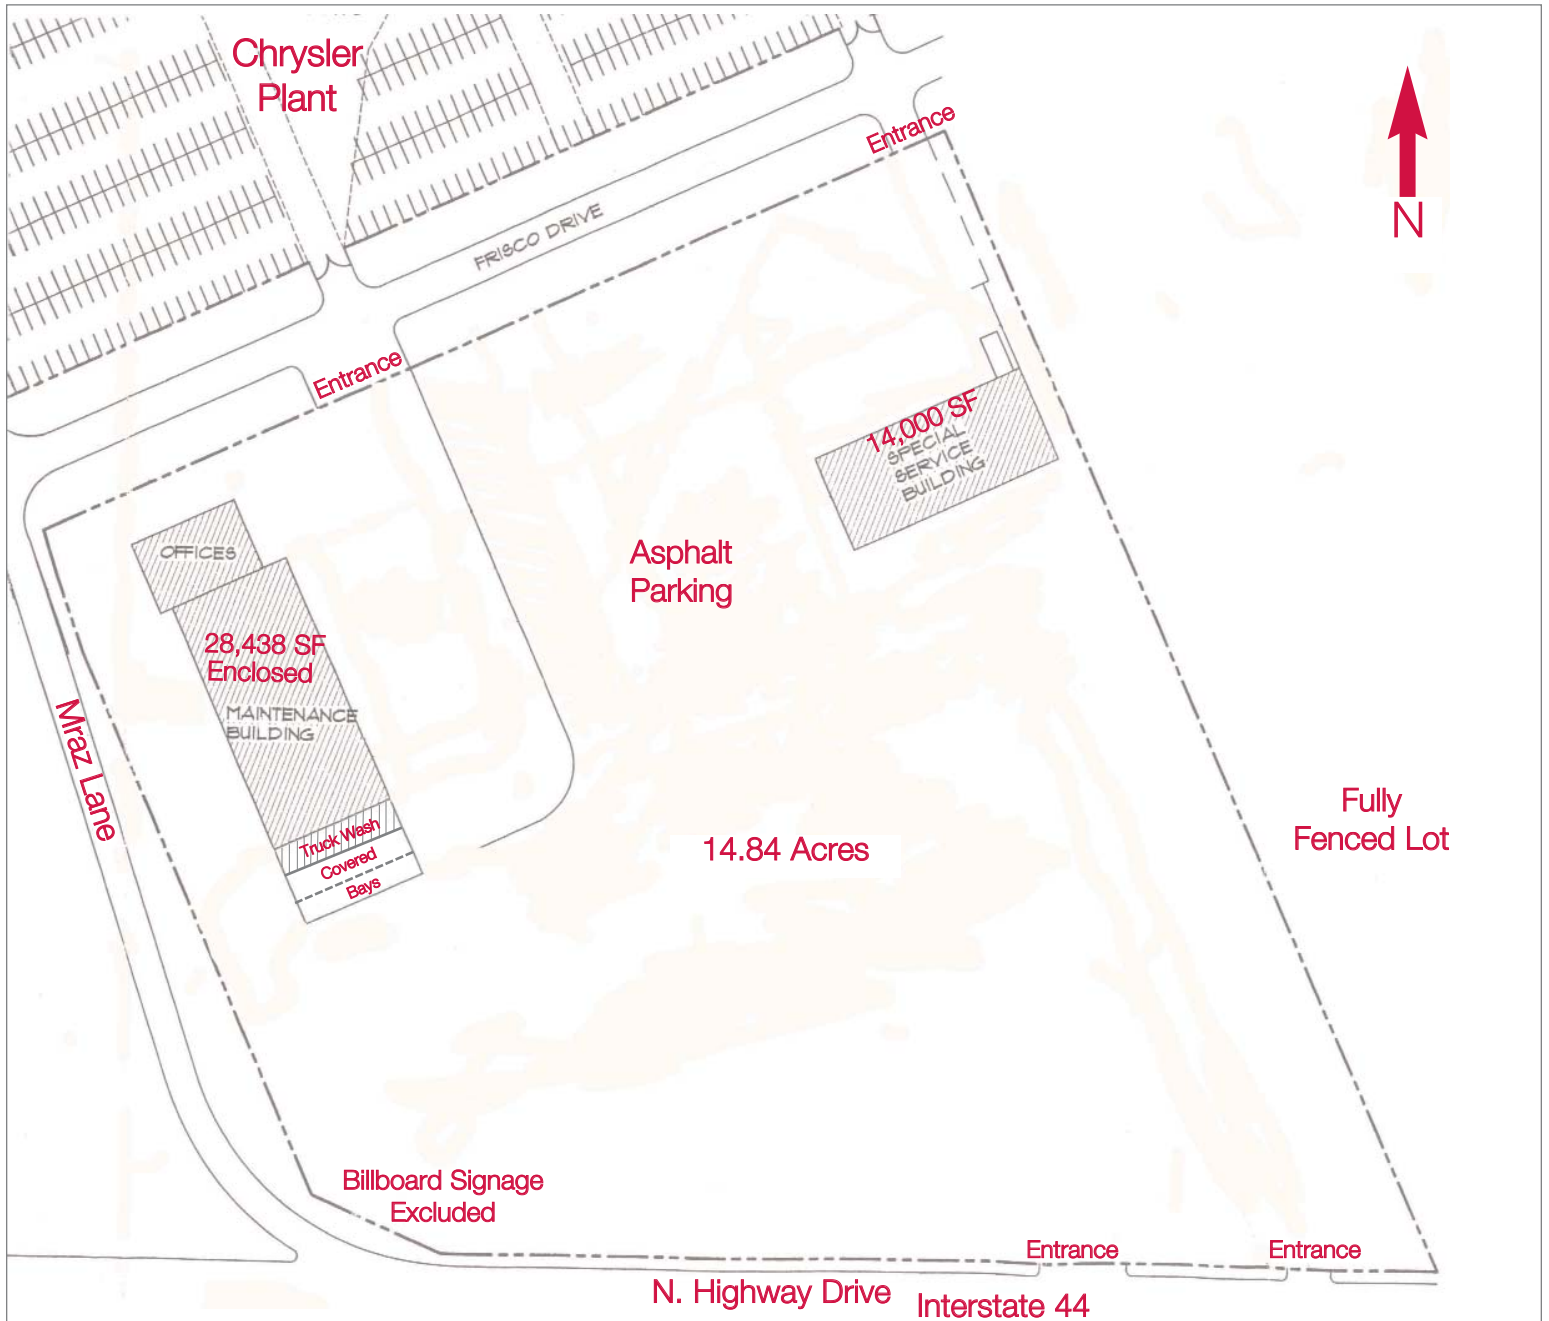 Chrysler
Plant
Entrance
N
FRISCO DRIVE
Entrance
14,000 SF
SPECIAL
SERVICE
BUILDING
OFFICES
Asphalt
Parking
28,438 SF
Enclosed
MAINTENANCE
BUILDING
Mraz Lane
Fully
Fenced Lot
Truck Wash
Covered
Bays
14.84 Acres
Billboard Signage
Excluded
Entrance
Entrance
N. Highway Drive
Interstate 44